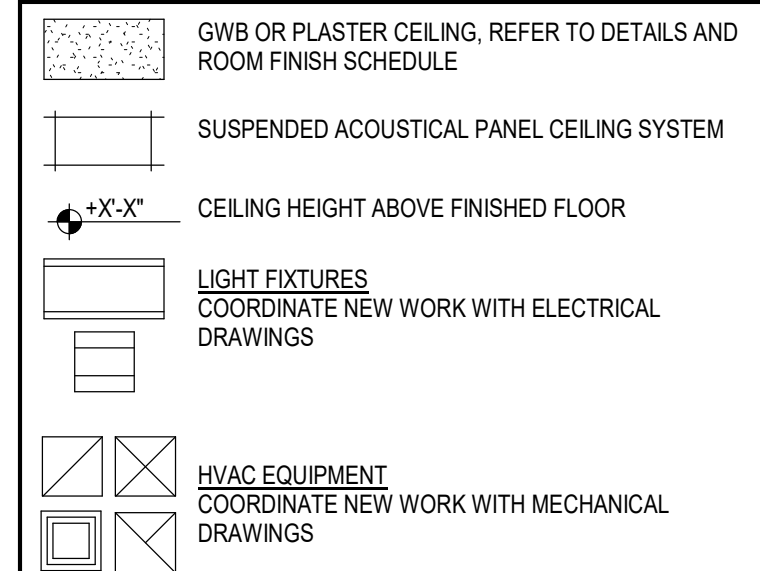 GWB OR PLASTER CEILING, REFER TO DETAILS AND
ROOM FINISH SCHEDULE
SUSPENDED ACOUSTICAL PANEL CEILING SYSTEM
+X'-X"
CEILING HEIGHT ABOVE FINISHED FLOOR
LIGHT FIXTURES
COORDINATE NEW WORK WITH ELECTRICAL
DRAWINGS
HVAC EQUIPMENT
COORDINATE NEW WORK WITH MECHANICAL
DRAWINGS